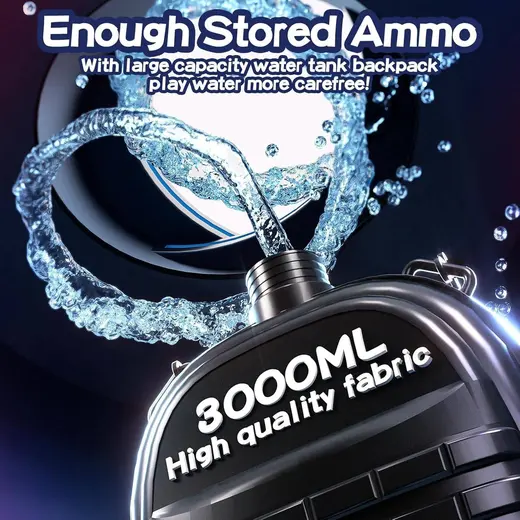 Enough Stored Ammo
With large capacity water tank backpack
play water more carefree!
3000ML
High quality fabric